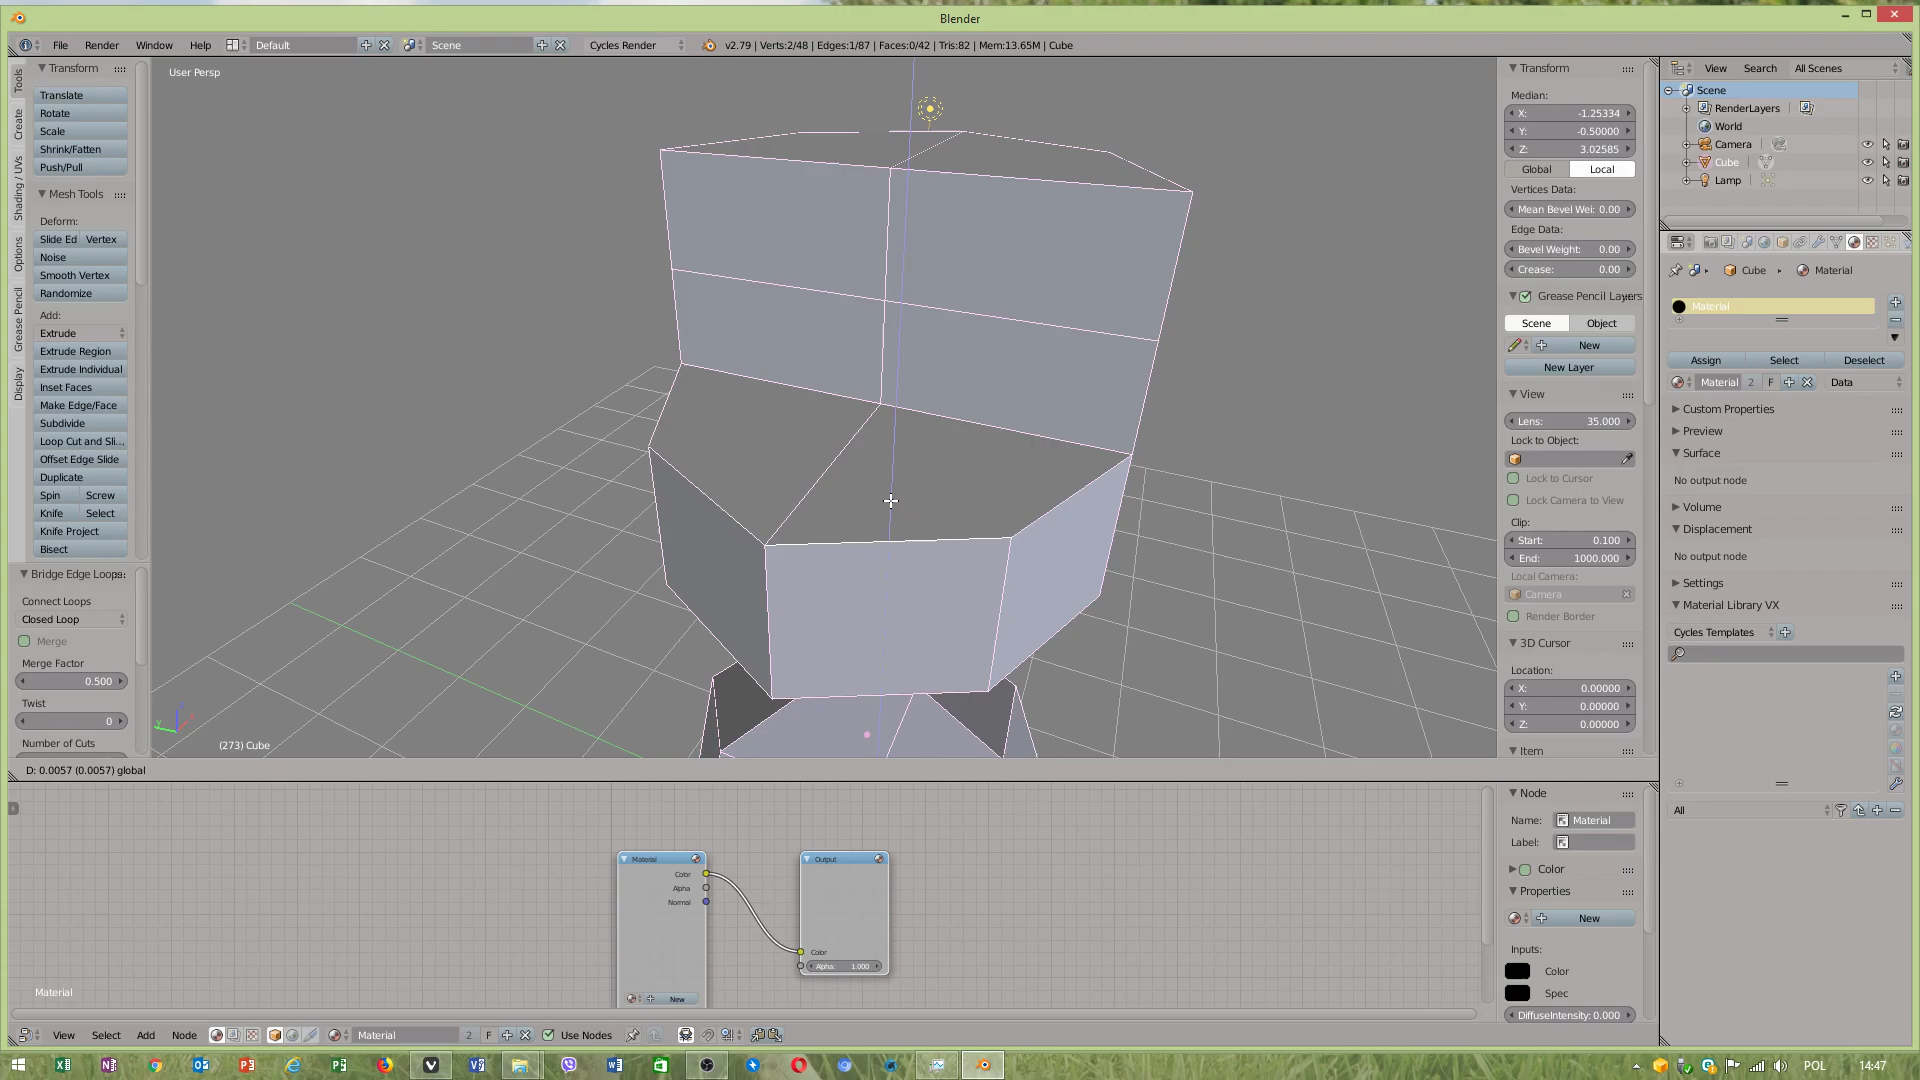 Blender
File Render Window Help Default Scene Cycles Render v2.79 | Verts:2/48 | Edges:1/87 | Faces:0/42 | Tris:82 | Mem:13.65M | Cube
Tools
Create
Shading / UVs
Options
Grease Pencil
Display
Transform
Translate
Rotate
Scale
Shrink/Fatten
Push/Pull
Mesh Tools
Deform:
Slide Ed Vertex
Noise
Smooth Vertex
Randomize
Add:
Extrude
Extrude Region
Extrude Individual
Inset Faces
Make Edge/Face
Subdivide
Loop Cut and Sli...
Offset Edge Slide
Duplicate
Spin Screw
Knife Select
Knife Project
Bisect
Bridge Edge Loops
Connect Loops
Closed Loop
Merge
Merge Factor
0.500
Twist
0
Number of Cuts
User Persp
(273) Cube
D: 0.0057 (0.0057) global
Transform
Median:
X: -1.25334
Y: -0.50000
Z: 3.02585
Global Local
Vertices Data:
Mean Bevel Wei: 0.00
Edge Data:
Bevel Weight: 0.00
Crease: 0.00
Grease Pencil Layers
Scene Object
New
New Layer
View
Lens: 35.000
Lock to Object:
Lock to Cursor
Lock Camera to View
Clip:
Start: 0.100
End: 1000.000
Local Camera:
Camera
Render Border
3D Cursor
Location:
X: 0.00000
Y: 0.00000
Z: 0.00000
Item
View Search All Scenes
Scene
RenderLayers
World
Camera
Cube
Lamp
Cube Material
Material
Assign Select Deselect
Material 2 F Data
Custom Properties
Preview
Surface
No output node
Volume
Displacement
No output node
Settings
Material Library VX
Cycles Templates
All
Material
Color
Alpha
Normal
New
Output
Color
Alpha: 1.000
Material
Node
Name: Material
Label:
Color
Properties
New
Inputs:
Color
Spec
DiffuseIntensity: 0.000
View Select Add Node Material 2 F Use Nodes
POL 14:47